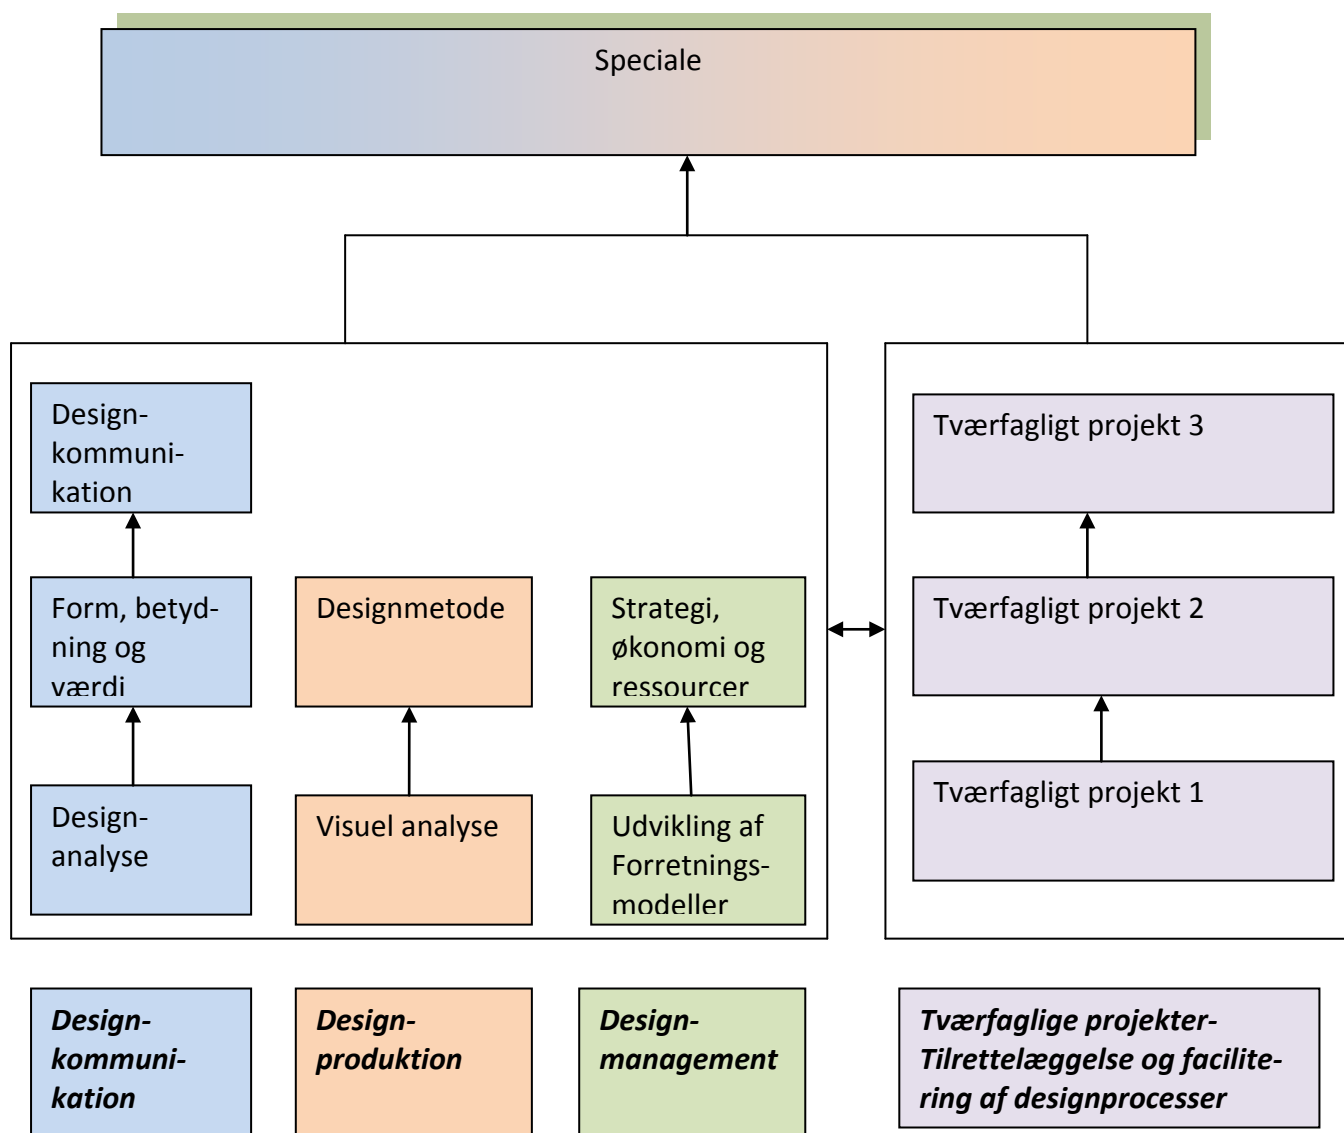 Speciale
Design-
kommuni-
kation
Form, betyd-
ning og
værdi
Design-
analyse
Designmetode
Visuel analyse
Strategi,
økonomi og
ressourcer
Udvikling af
Forretnings-
modeller
Tværfagligt projekt 3
Tværfagligt projekt 2
Tværfagligt projekt 1
Design-
kommuni-
kation
Design-
produktion
Design-
management
Tværfaglige projekter-
Tilrettelæggelse og facilite-
ring af designprocesser